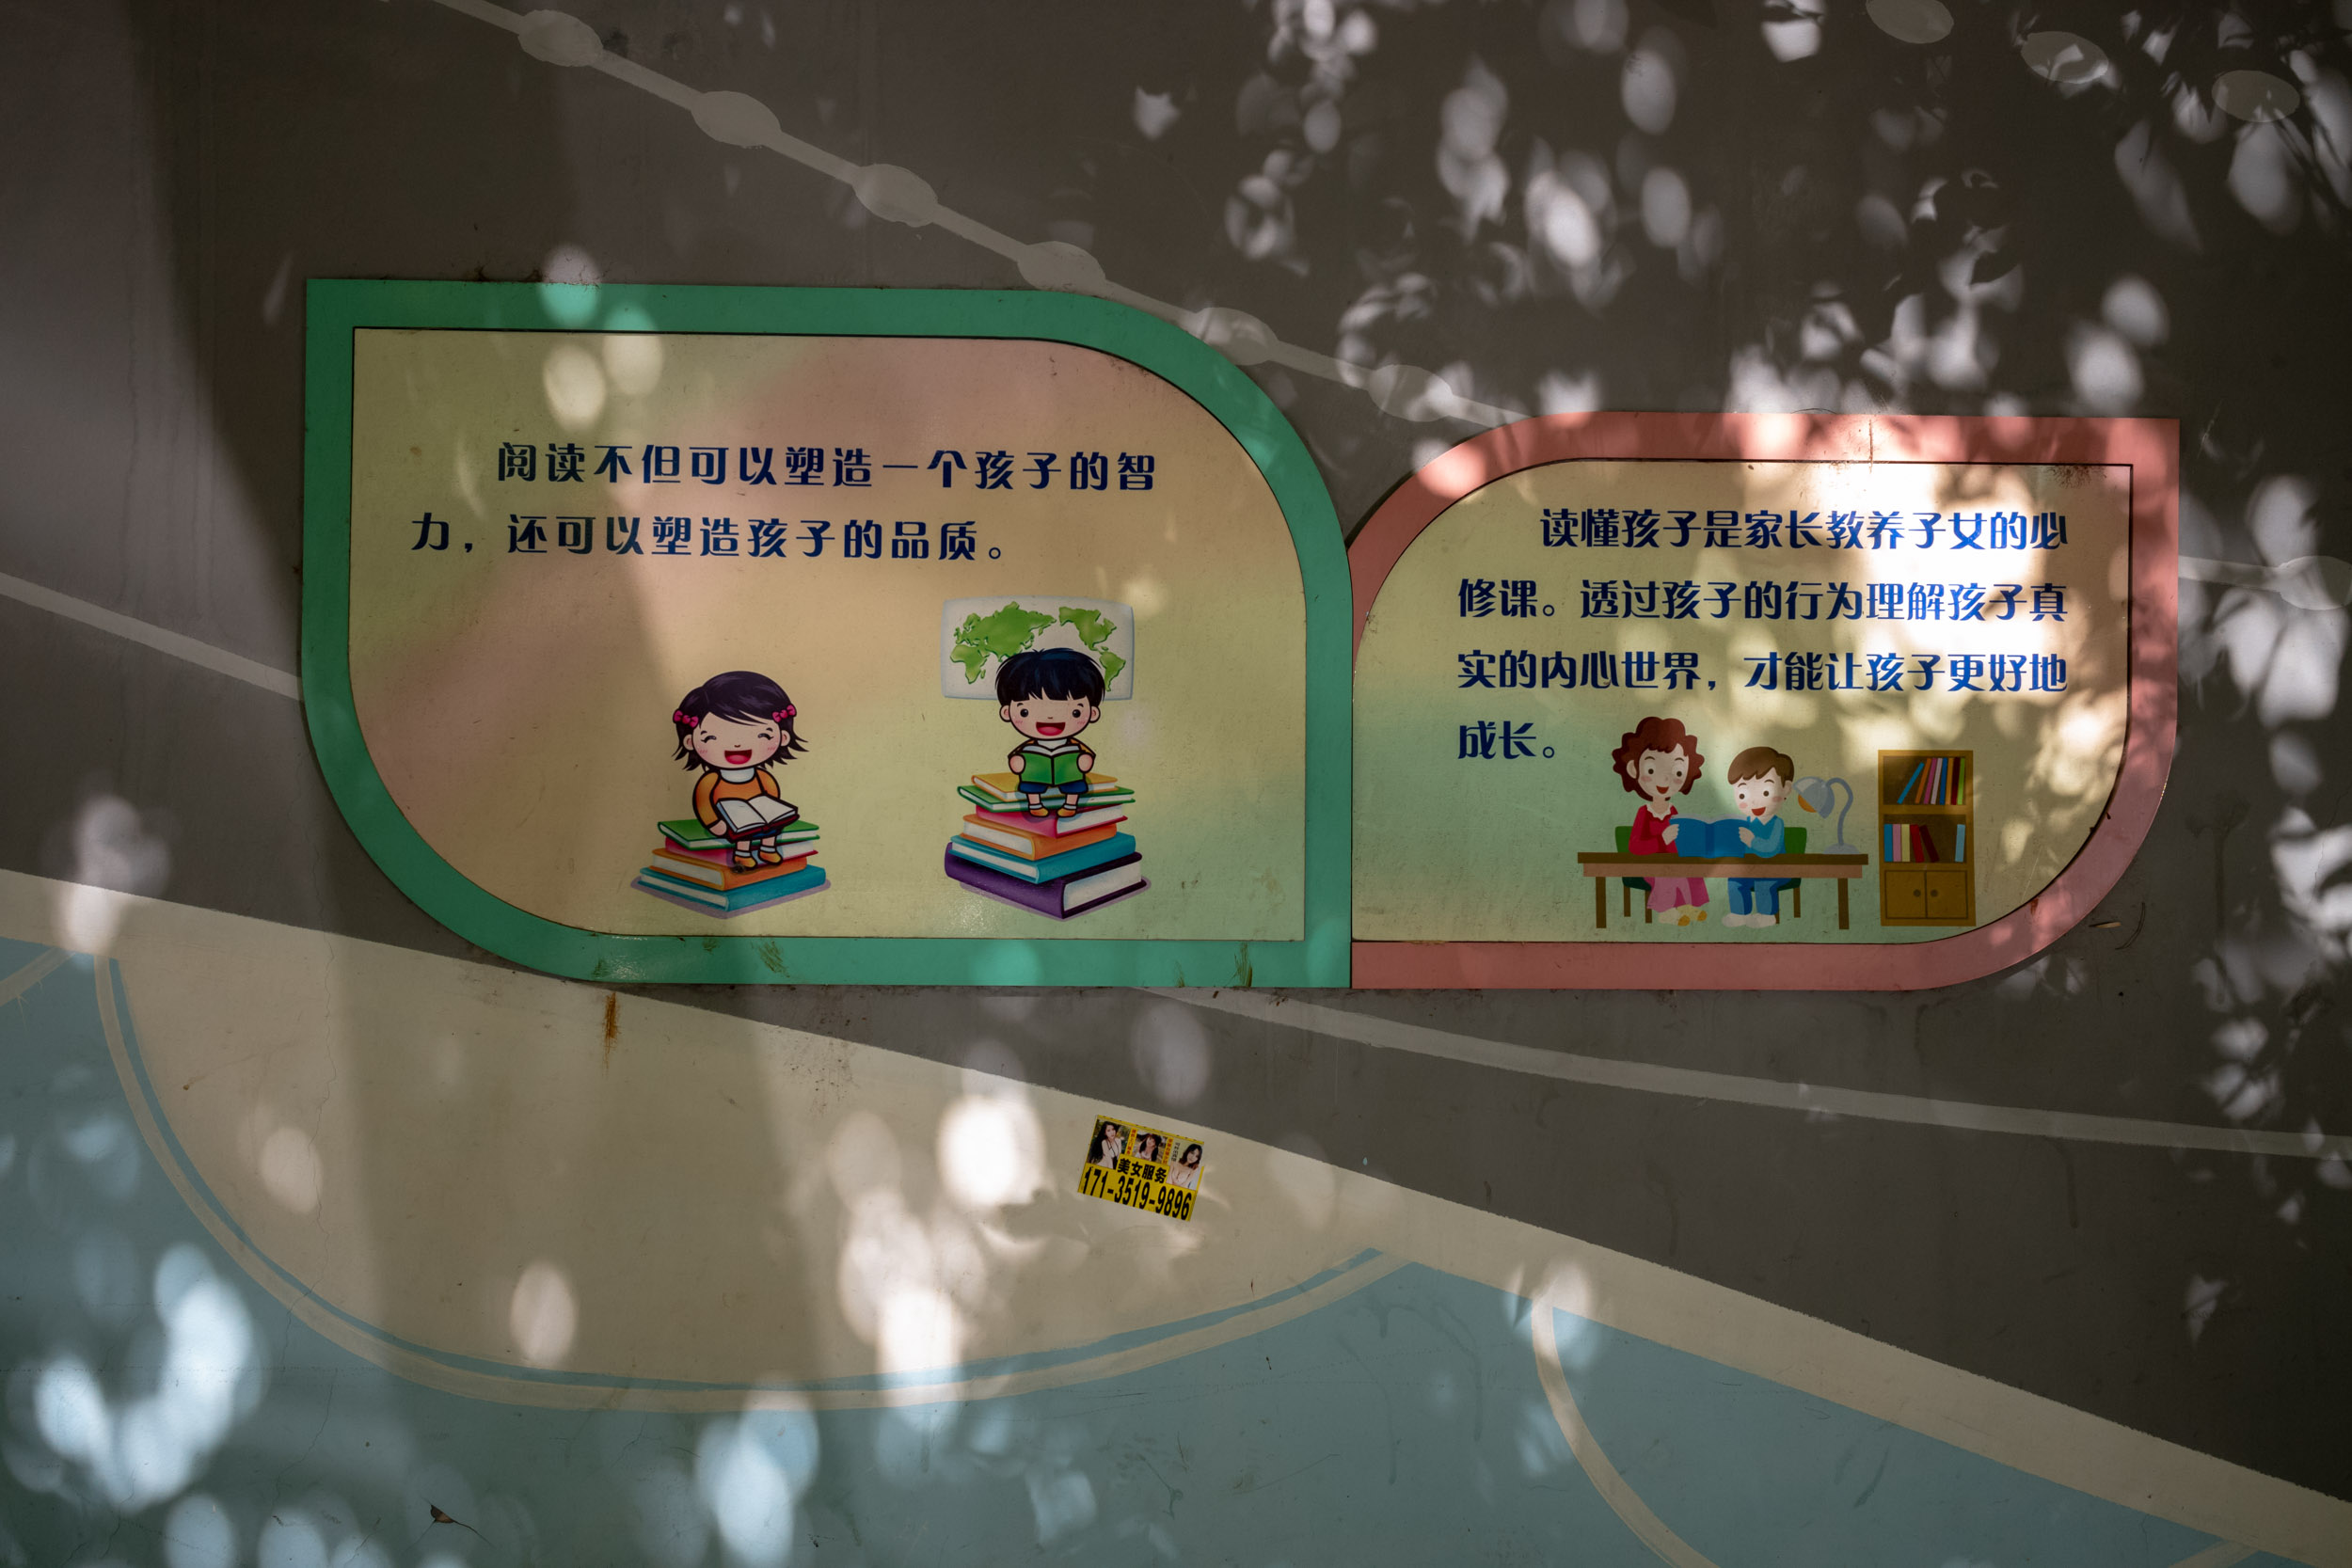 阅读不但可以塑造一个孩子的智
力，还可以塑造孩子的品质。
读懂孩子是家长教养子女的必
修课。透过孩子的行为理解孩子真
实的内心世界，才能让孩子更好地
成长。
美女服务
171-3519-9896